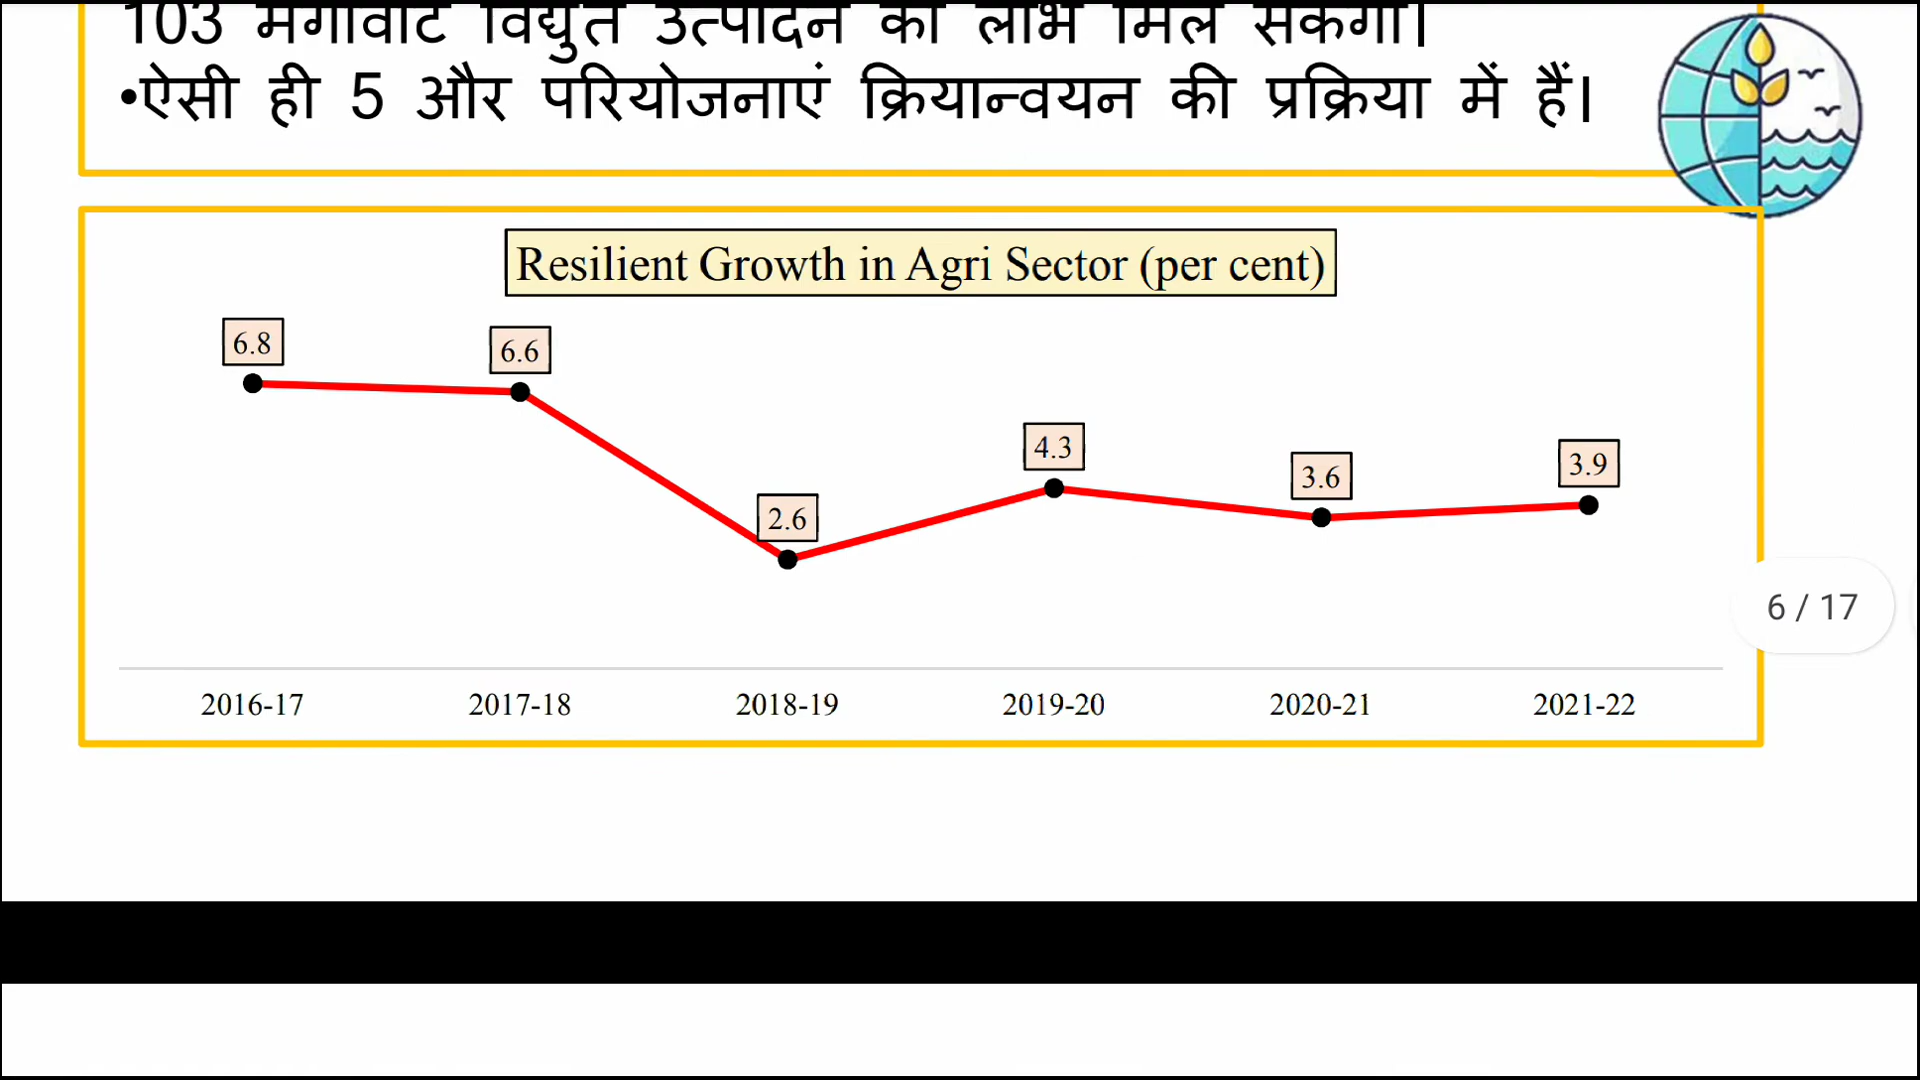 103 मेगावाट विद्युत उत्पादन का लाभ मिल सकेगा।
•ऐसी ही 5 और परियोजनाएं क्रियान्वयन की प्रक्रिया में हैं।
Resilient Growth in Agri Sector (per cent)
6.8
6.6
2.6
4.3
3.6
3.9
6 / 17
2016-17 2017-18 2018-19 2019-20 2020-21 2021-22